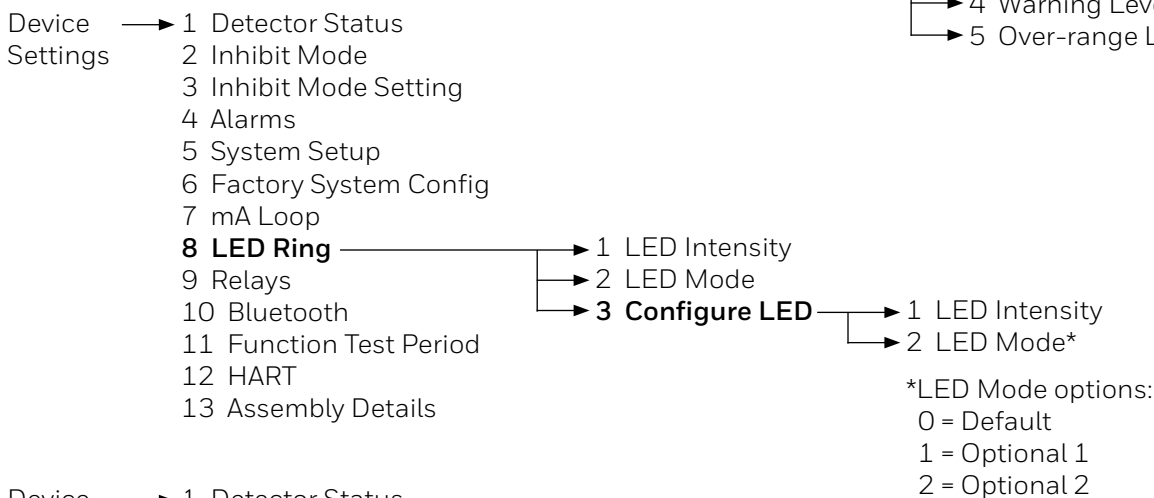 4 Warning
5 Over-range
Device
Settings
1 Detector Status
2 Inhibit Mode
3 Inhibit Mode Setting
4 Alarms
5 System Setup
6 Factory System Config
7 mA Loop
8 LED Ring
9 Relays
10 Bluetooth
11 Function Test Period
12 HART
13 Assembly Details
1 LED Intensity
2 LED Mode
3 Configure LED
1 LED Intensity
2 LED Mode*
*LED Mode options:
0 = Default
1 = Optional 1
2 = Optional 2
Device
1 Detector Status